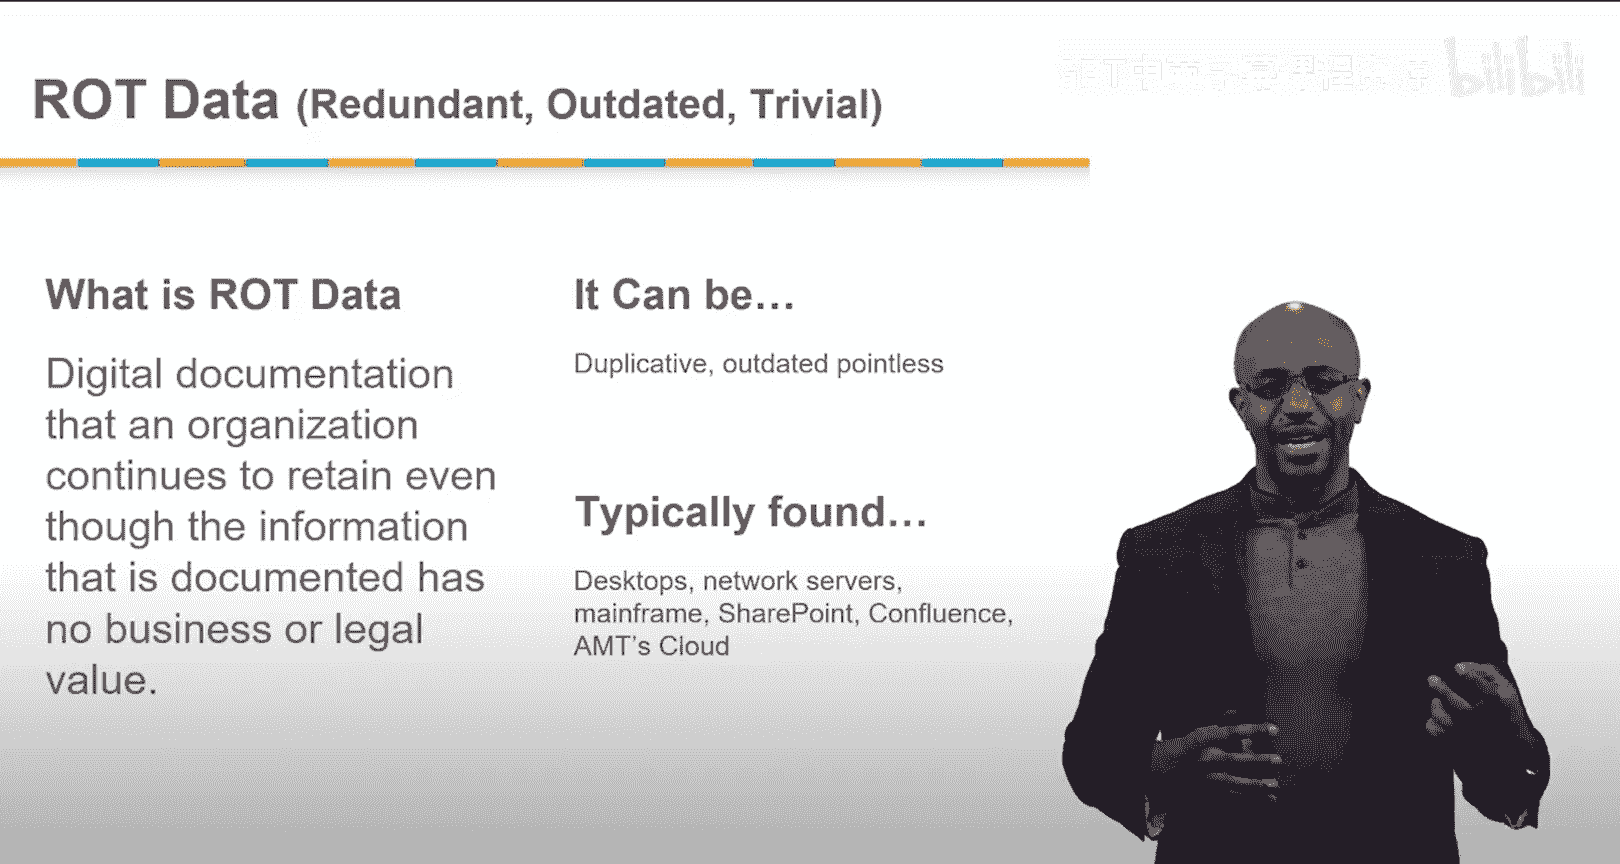 ROT Data (Redundant, Outdated, Trivial)
What is ROT Data
Digital documentation
that an organization
continues to retain even
though the information
that is documented has
no business or legal
value.
It Can be…
Duplicative, outdated pointless
Typically found…
Desktops, network servers,
mainframe, SharePoint, Confluence,
AMT’s Cloud
bilibili